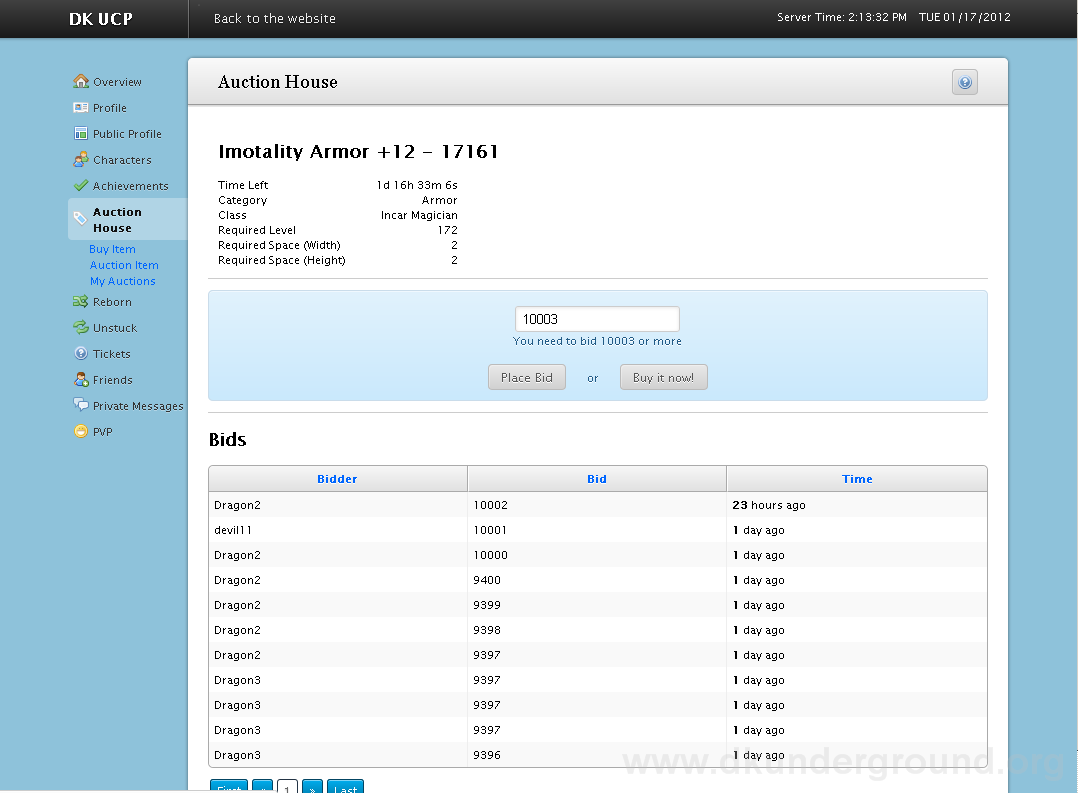 DK UCP
Back to the website
Server Time: 2:13:32 PM TUE 01/17/2012
Overview
Profile
Public Profile
Characters
Achievements
Auction
House
Buy Item
Auction Item
My Auctions
Reborn
Unstuck
Tickets
Friends
Private Messages
PVP
Auction House
Imotality Armor +12 - 17161
Time Left 1d 16h 33m 6s
Category Armor
Class Incar Magician
Required Level 172
Required Space (Width) 2
Required Space (Height) 2
10003
You need to bid 10003 or more
Place Bid or Buy it now!
Bids
Bidder Bid Time
Dragon2 10002 23 hours ago
devil11 10001 1 day ago
Dragon2 10000 1 day ago
Dragon2 9400 1 day ago
Dragon2 9399 1 day ago
Dragon2 9398 1 day ago
Dragon2 9397 1 day ago
Dragon3 9397 1 day ago
Dragon3 9397 1 day ago
Dragon3 9397 1 day ago
Dragon3 9396 1 day ago
www.dkunderground.org
First « 1 » Last